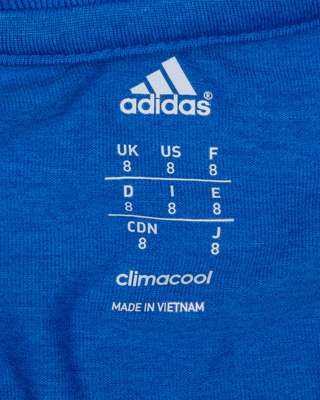 adidas®
UK US F
8 8 8
D I E
8 8 8
CDN J
8 8
climacool
MADE IN VIETNAM